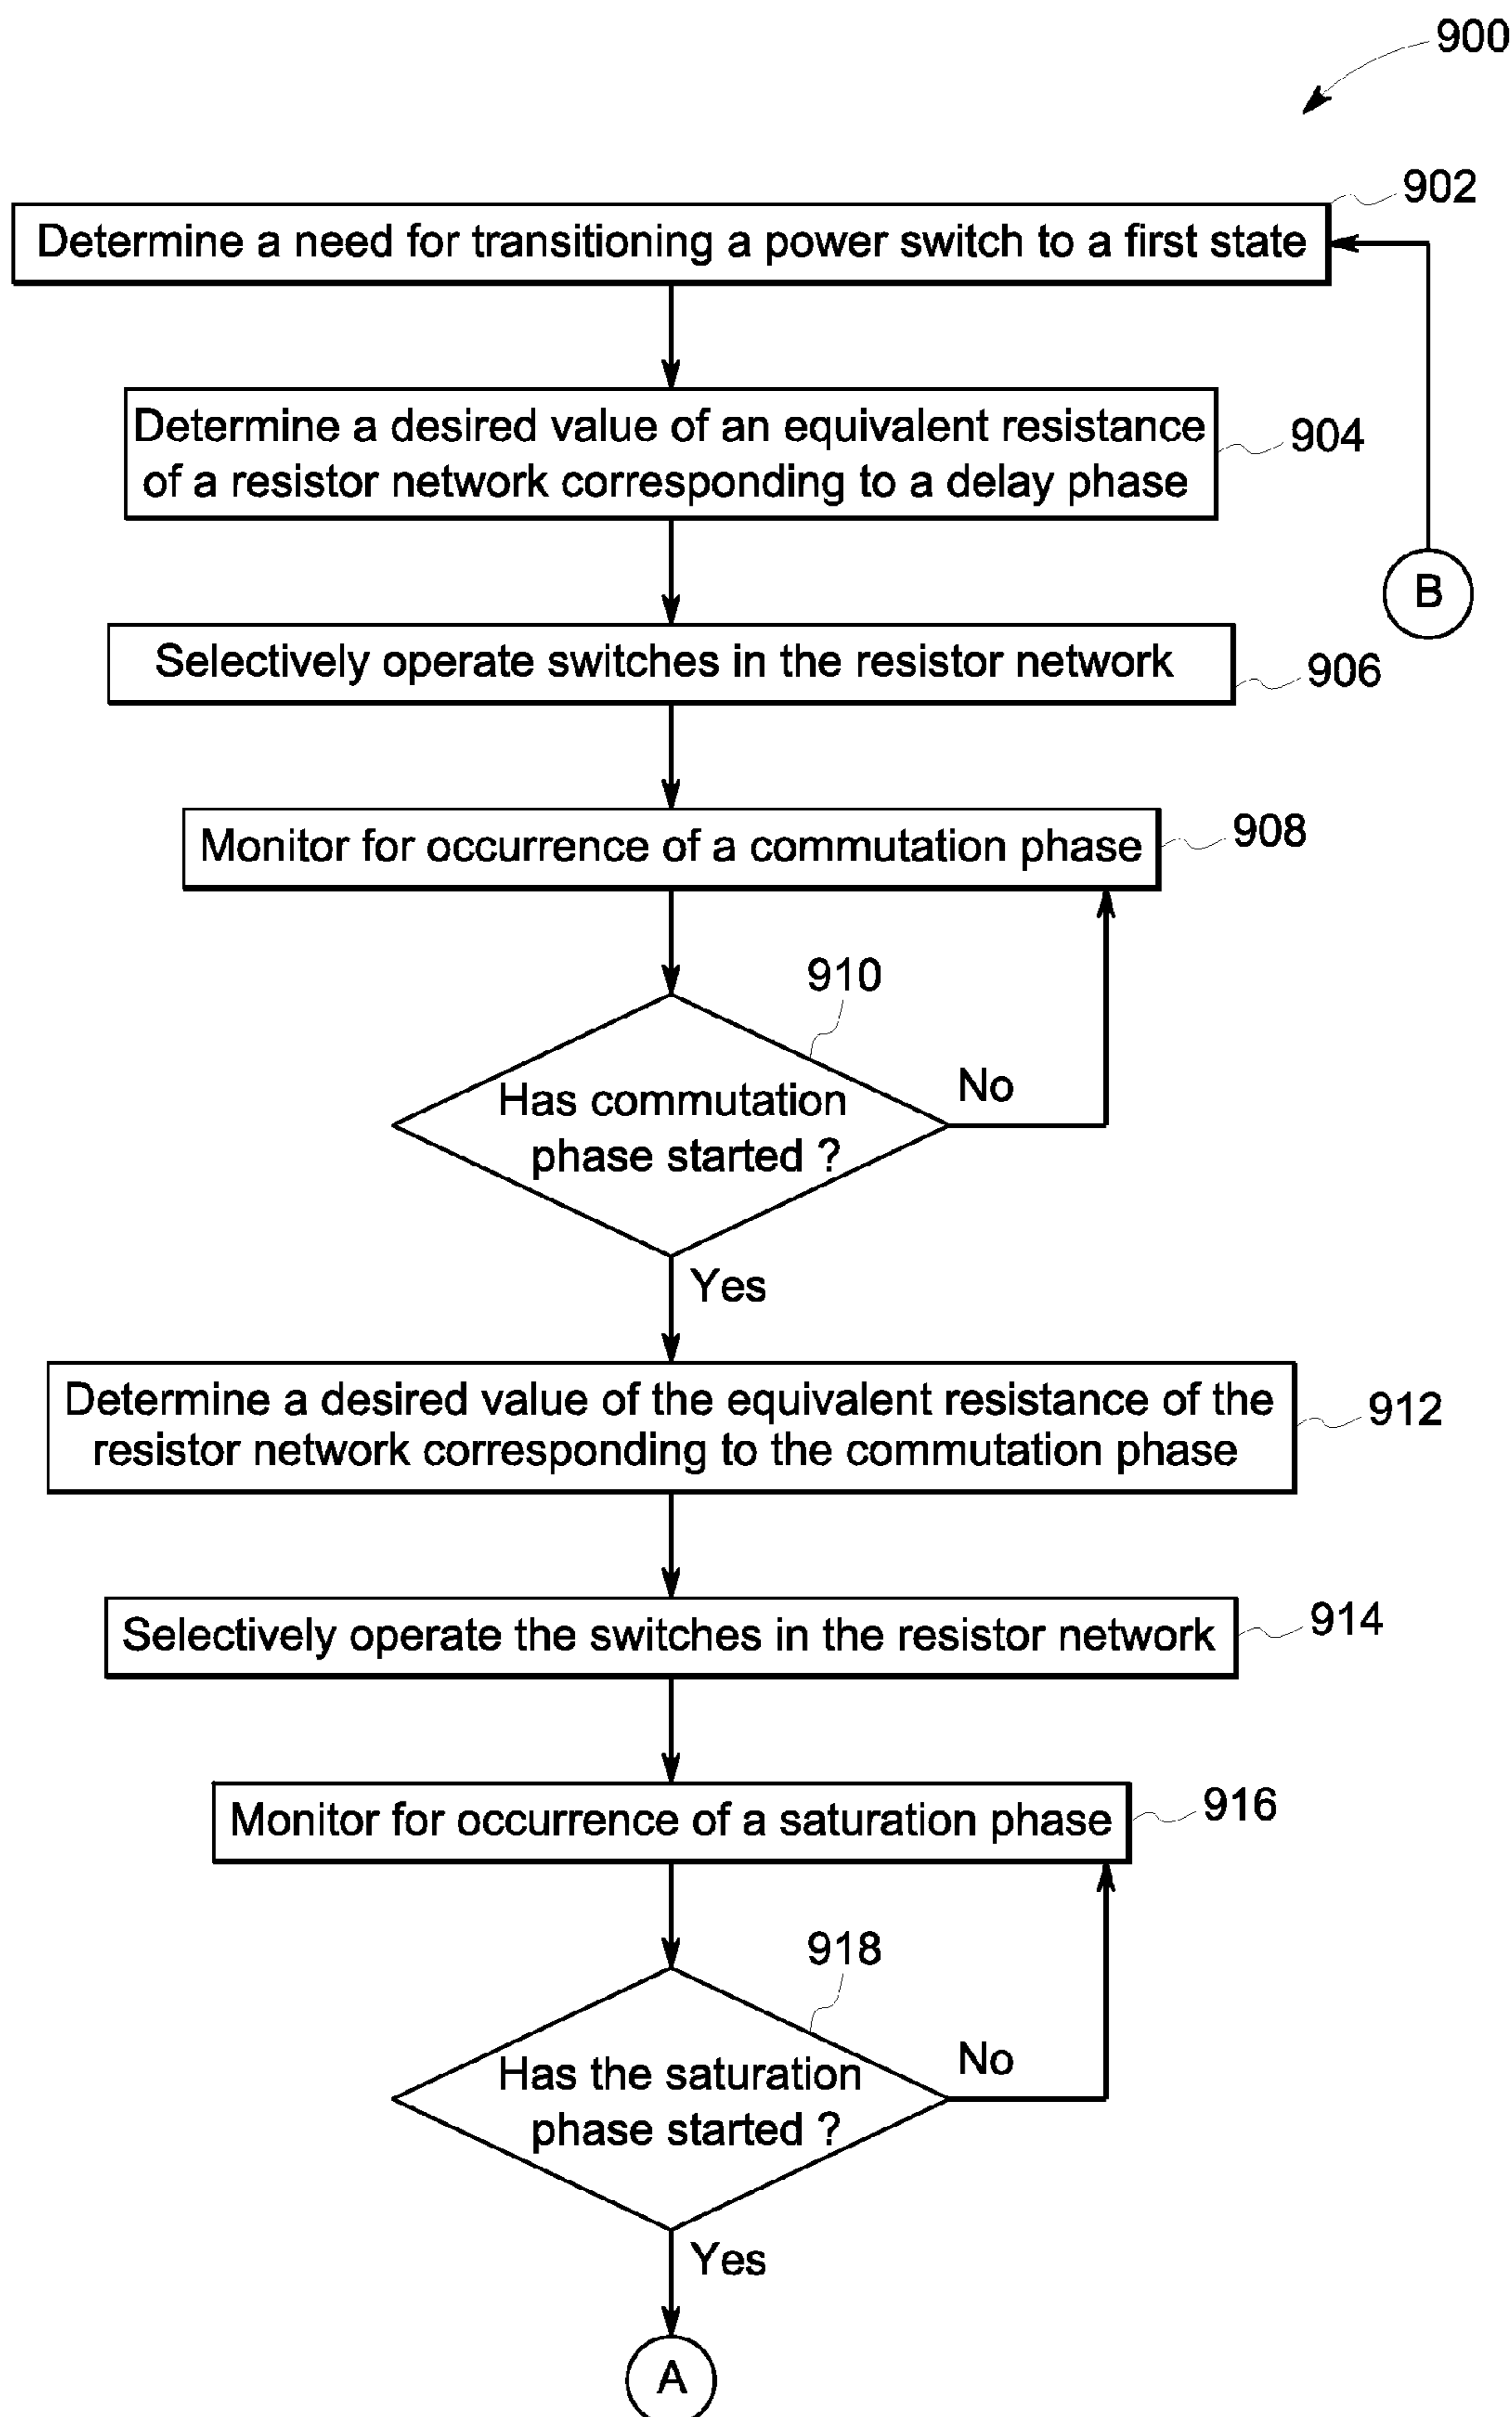 900
902
Determine a need for transitioning a power switch to a first state
Determine a desired value of an equivalent resistance
of a resistor network corresponding to a delay phase
904
B
Selectively operate switches in the resistor network
906
Monitor for occurrence of a commutation phase
908
910
Has commutation
phase started ?
No
Yes
Determine a desired value of the equivalent resistance of the
resistor network corresponding to the commutation phase
912
Selectively operate the switches in the resistor network
914
Monitor for occurrence of a saturation phase
916
918
Has the saturation
phase started ?
No
Yes
A